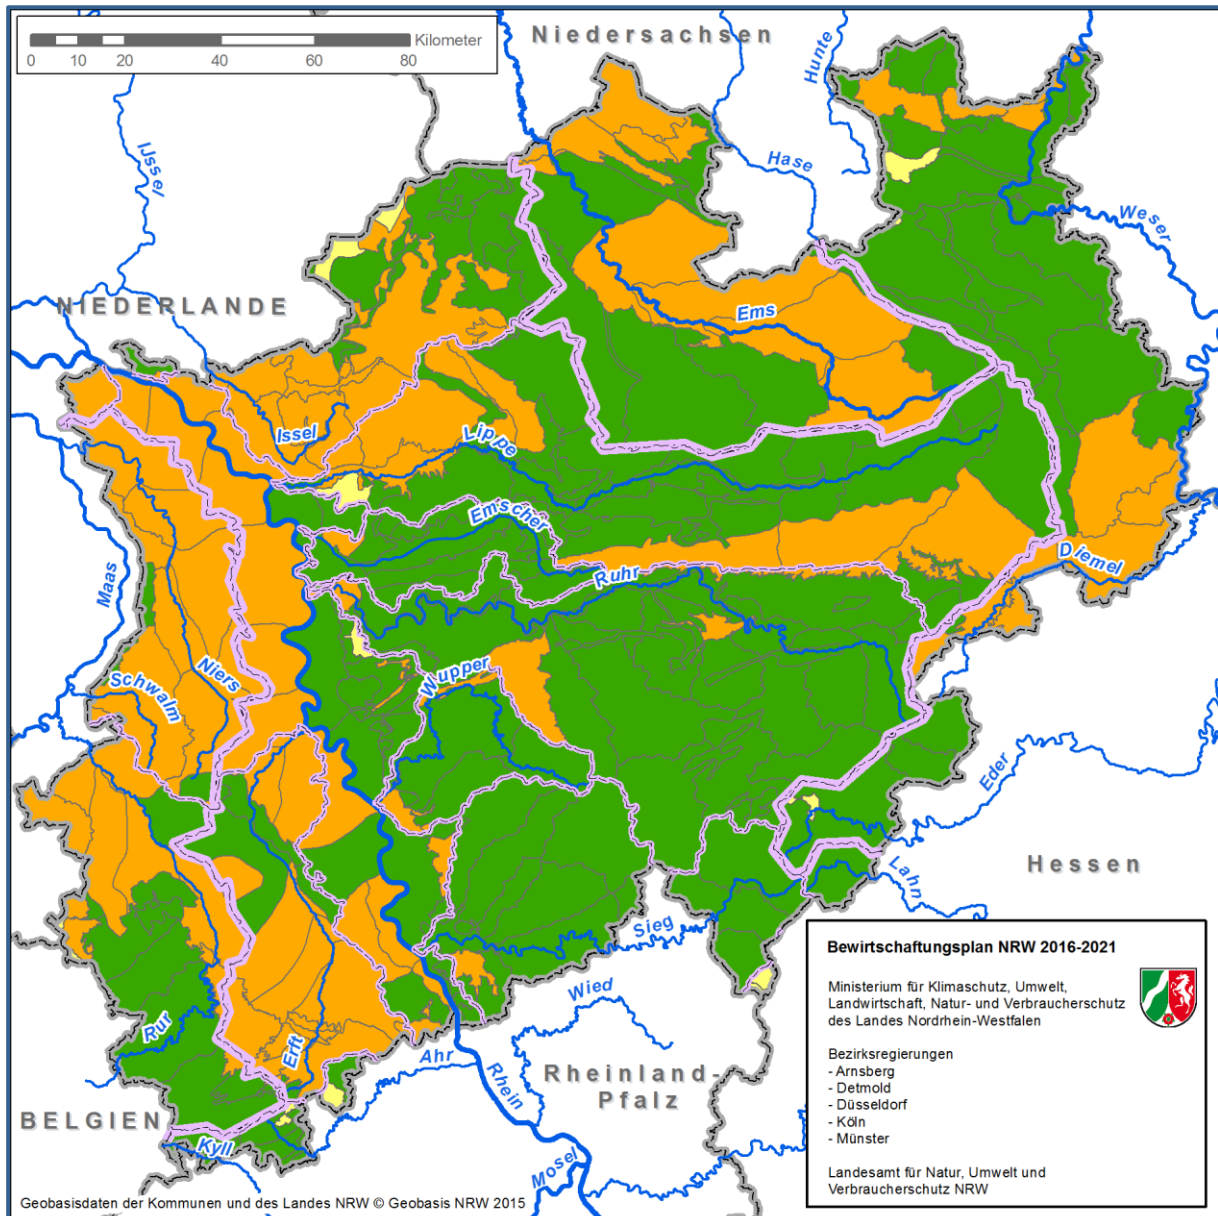 Kilometer
0 10 20 40 60 80
Niedersachsen
Hunte
IJssel
Hase
Weser
NIEDERLANDE
Ems
Issel
Lippe
Emscher
Ruhr
Diemel
Maas
Niers
Schwalm
Wupper
Eder
Lahn
Hessen
Sieg
Wied
Rur
Erft
Ahr
Rhein
Rheinland-
Pfalz
BELGIEN
Kyll
Mosel
Bewirtschaftungsplan NRW 2016-2021
Ministerium für Klimaschutz, Umwelt,
Landwirtschaft, Natur- und Verbraucherschutz
des Landes Nordrhein-Westfalen
Bezirksregierungen
- Arnsberg
- Detmold
- Düsseldorf
- Köln
- Münster
Landesamt für Natur, Umwelt und
Verbraucherschutz NRW
Geobasisdaten der Kommunen und des Landes NRW © Geobasis NRW 2015